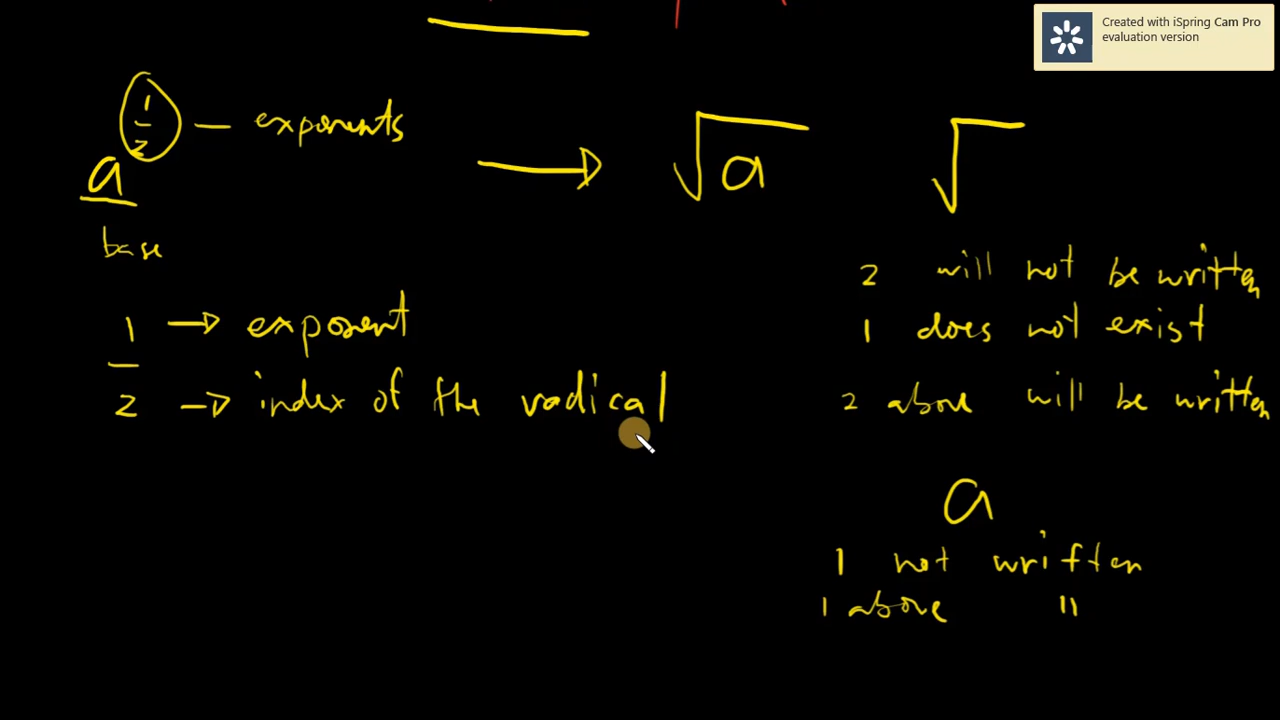 Created with iSpring Cam Pro
evaluation version
a^(1/2) — exponents → √a √
base
2 will not be written
1 → exponent
1 does not exist
2 → index of the radical
2 above will be written
a
1 not written
1 above "